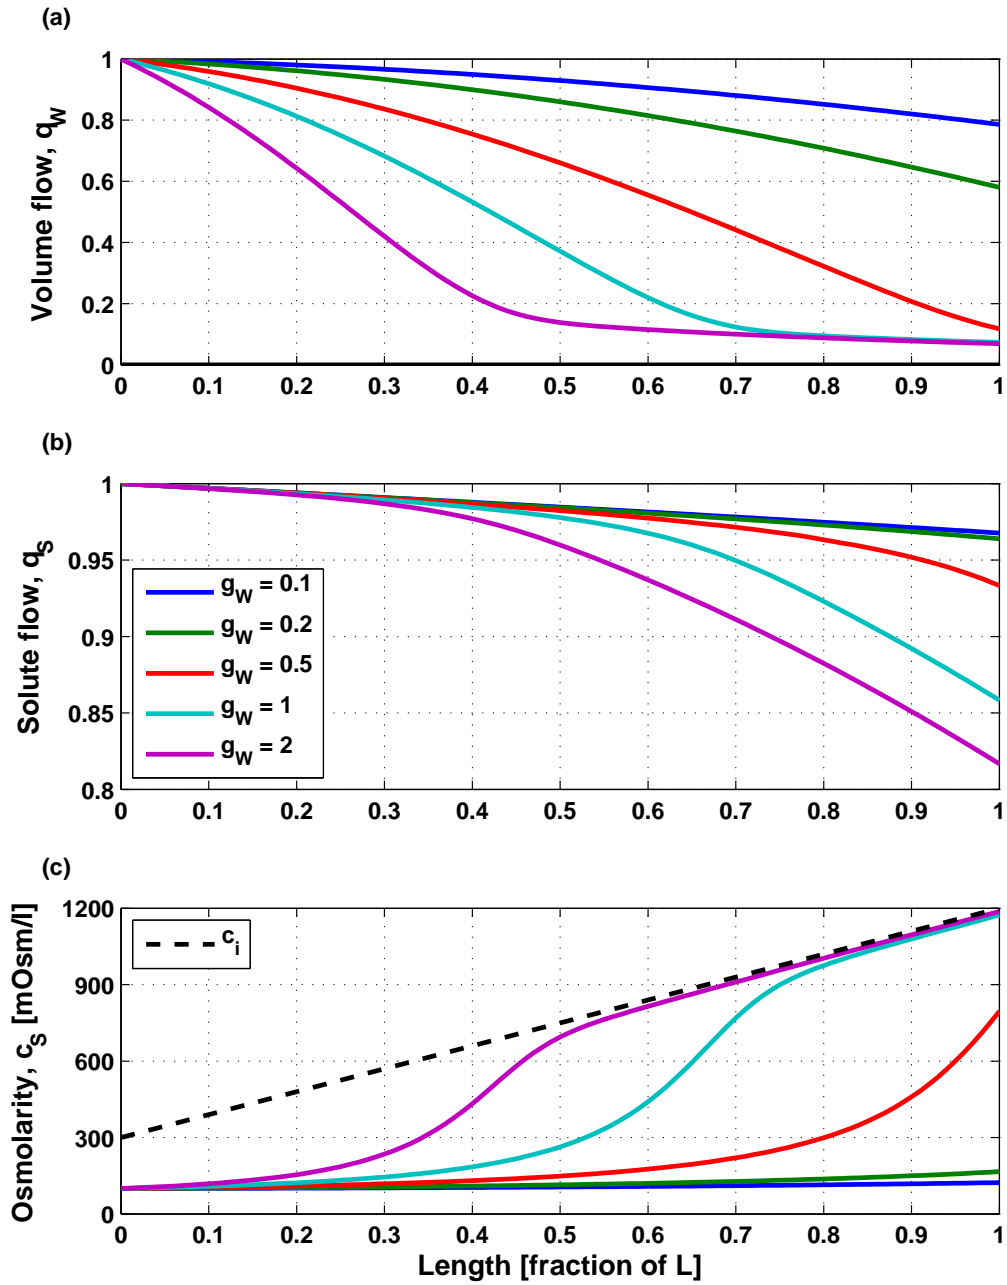 (a)
Volume flow, q_W
1
0.8
0.6
0.4
0.2
0
0 0.1 0.2 0.3 0.4 0.5 0.6 0.7 0.8 0.9 1
(b)
Solute flow, q_S
1
0.95
0.9
0.85
0.8
g_W = 0.1
g_W = 0.2
g_W = 0.5
g_W = 1
g_W = 2
0 0.1 0.2 0.3 0.4 0.5 0.6 0.7 0.8 0.9 1
(c)
Osmolarity, c_S [mOsm/l]
1200
900
600
300
0
c_i
0 0.1 0.2 0.3 0.4 0.5 0.6 0.7 0.8 0.9 1
Length [fraction of L]